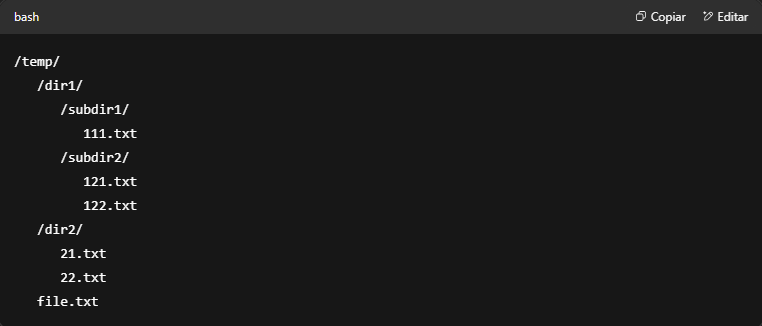 bash
Copiar
Editar
/temp/
/dir1/
/subdir1/
111.txt
/subdir2/
121.txt
122.txt
/dir2/
21.txt
22.txt
file.txt